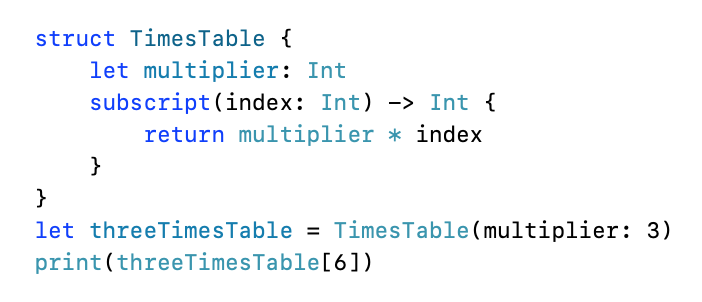 struct TimesTable {
    let multiplier: Int
    subscript(index: Int) -> Int {
        return multiplier * index
    }
}
let threeTimesTable = TimesTable(multiplier: 3)
print(threeTimesTable[6])